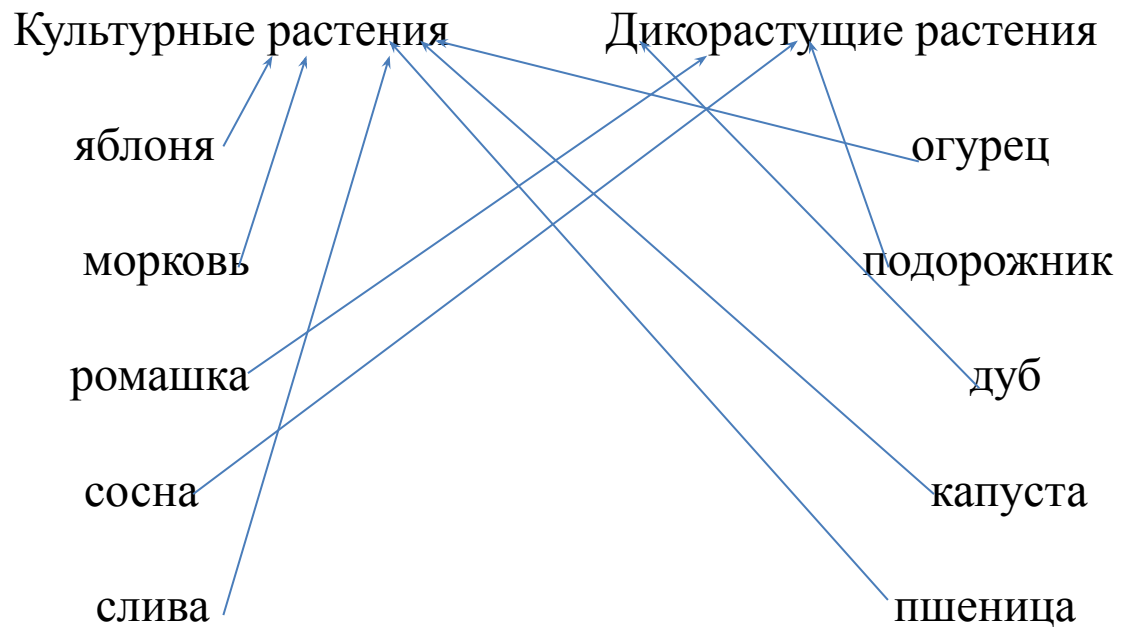 Культурные растения Дикорастущие растения
яблоня огурец
морковь подорожник
ромашка дуб
сосна капуста
слива пшеница